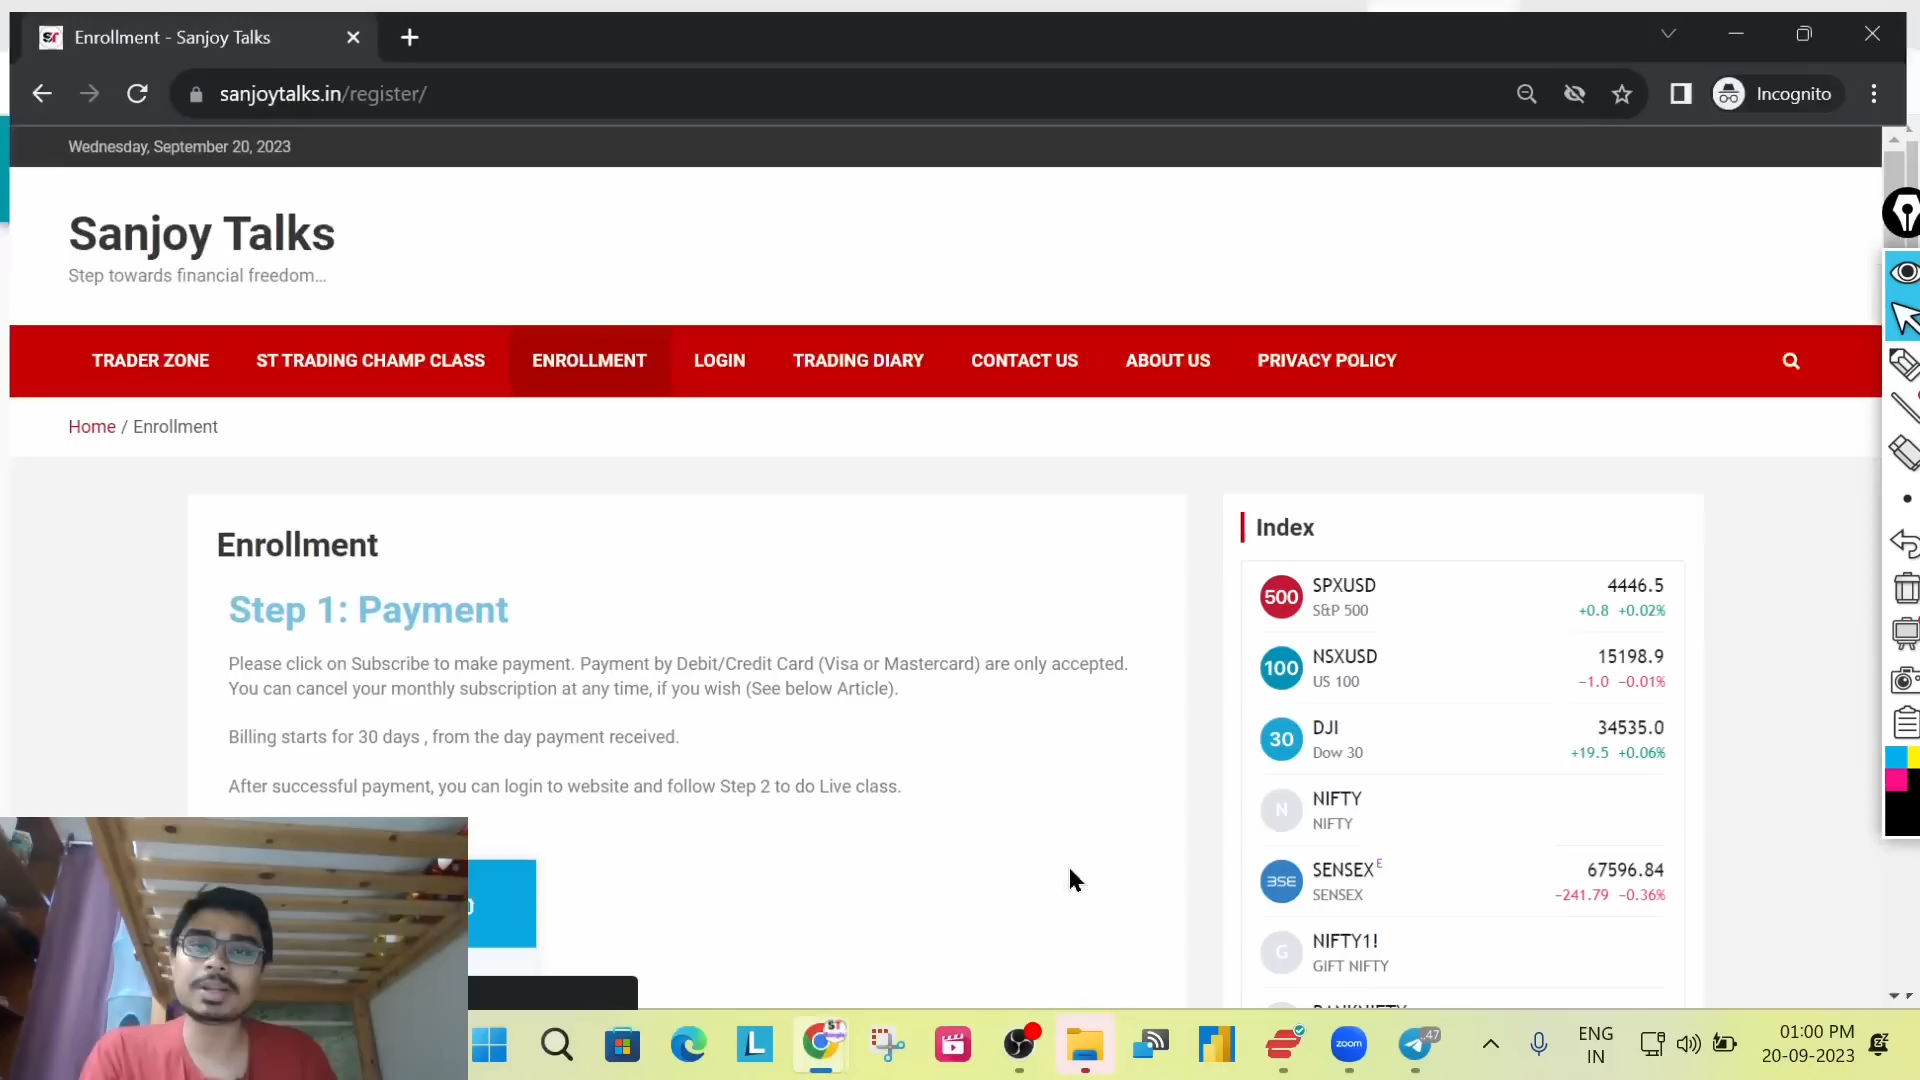 Enrollment - Sanjoy Talks
sanjoytalks.in/register/
Incognito
Wednesday, September 20, 2023
Sanjoy Talks
Step towards financial freedom...
TRADER ZONE
ST TRADING CHAMP CLASS
ENROLLMENT
LOGIN
TRADING DIARY
CONTACT US
ABOUT US
PRIVACY POLICY
Home / Enrollment
Enrollment
Step 1: Payment
Please click on Subscribe to make payment. Payment by Debit/Credit Card (Visa or Mastercard) are only accepted.
You can cancel your monthly subscription at any time, if you wish (See below Article).
Billing starts for 30 days , from the day payment received.
After successful payment, you can login to website and follow Step 2 to do Live class.
Index
500
SPXUSD 4446.5
S&P 500 +0.8 +0.02%
100
NSXUSD 15198.9
US 100 −1.0 −0.01%
30
DJI 34535.0
Dow 30 +19.5 +0.06%
N
NIFTY
NIFTY
BSE
SENSEX E 67596.84
SENSEX −241.79 −0.36%
G
NIFTY1!
GIFT NIFTY
L
ST
zoom
47
ENG
IN
01:00 PM
20-09-2023